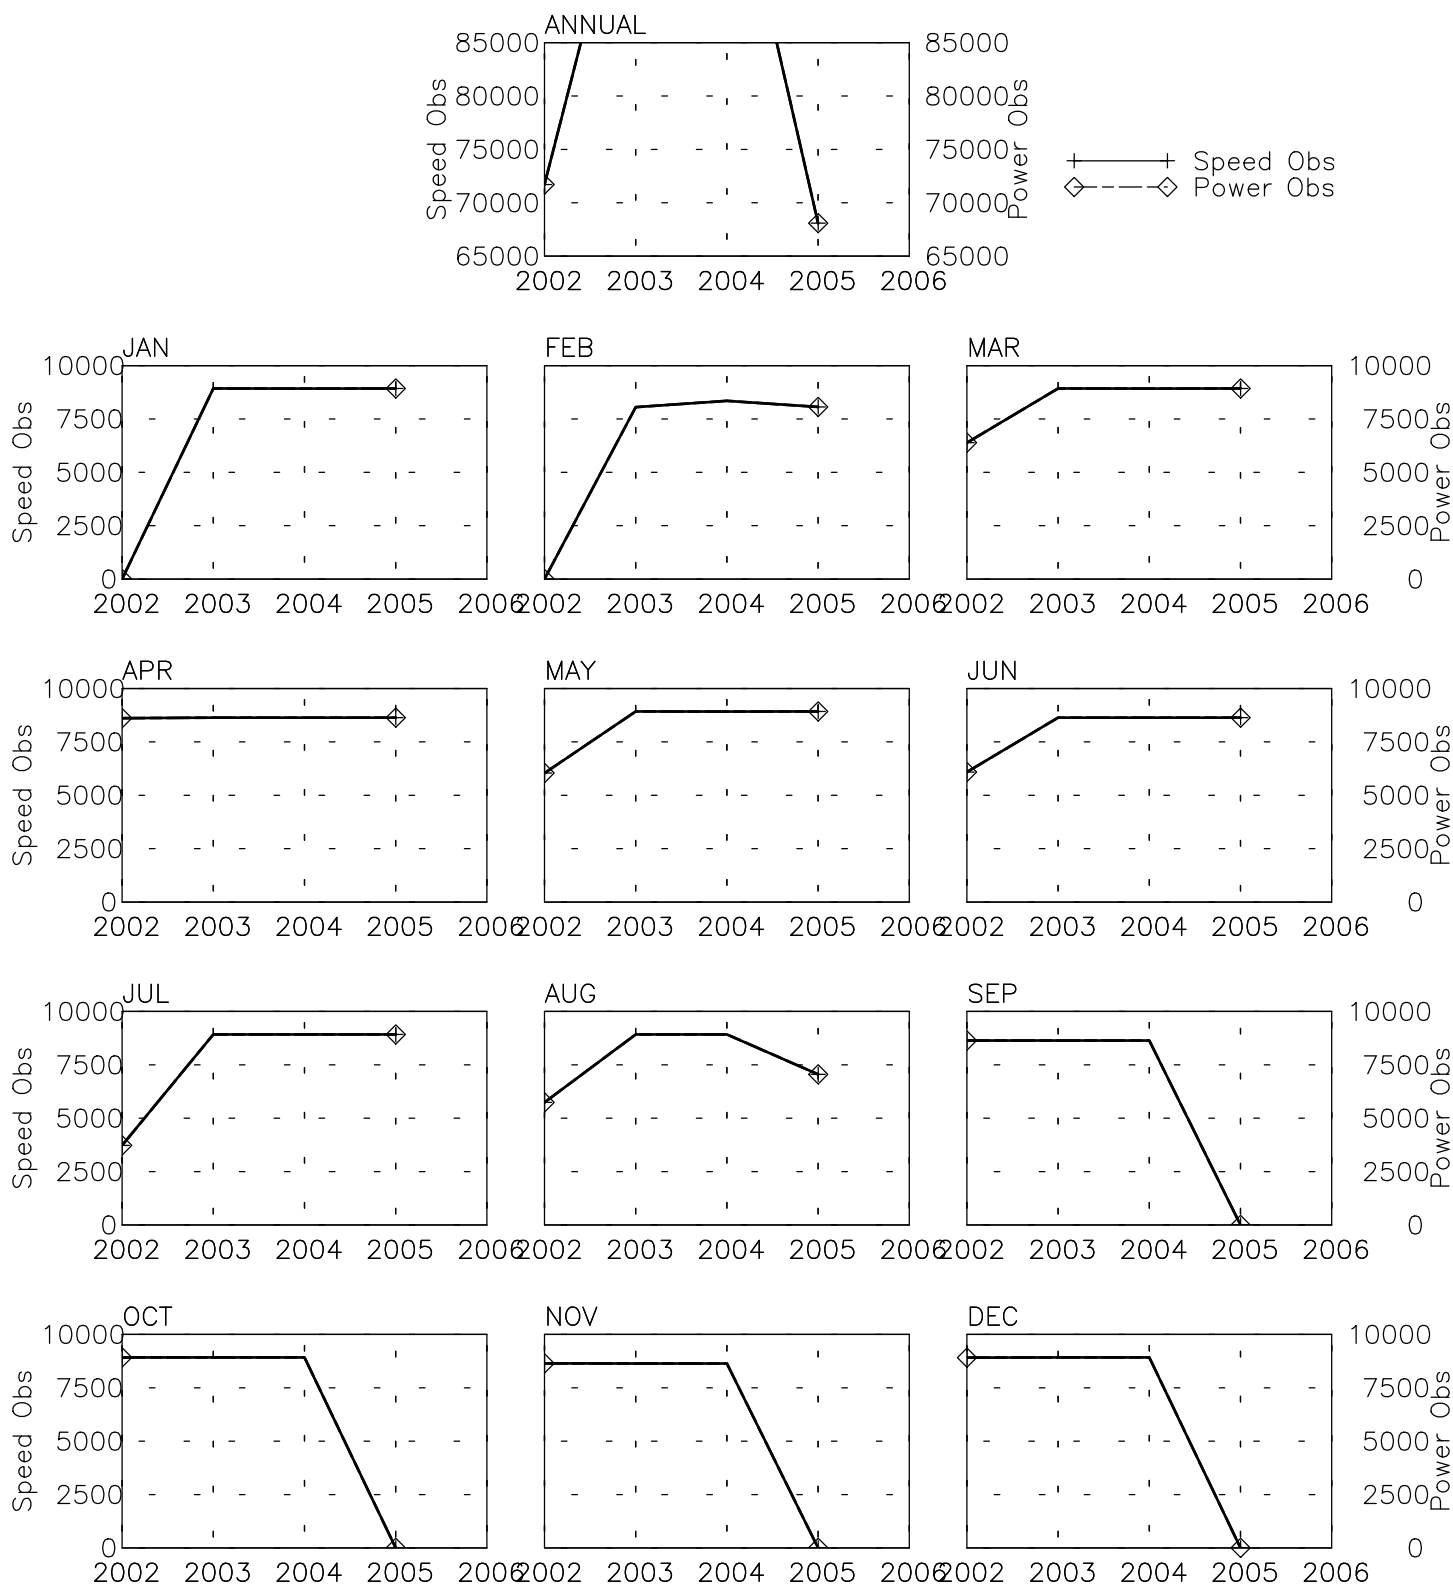 ANNUAL
85000 85000
80000 80000
75000 75000
70000 70000
65000 65000
Speed Obs
Power Obs
2002 2003 2004 2005 2006
Speed Obs
Power Obs
JAN FEB MAR
10000 10000
7500 7500
5000 5000
2500 2500
0 0
Speed Obs
Power Obs
2002 2003 2004 2005 2006 2002 2003 2004 2005 2006 2002 2003 2004 2005 2006
APR MAY JUN
10000 10000
7500 7500
5000 5000
2500 2500
0 0
Speed Obs
Power Obs
2002 2003 2004 2005 2006 2002 2003 2004 2005 2006 2002 2003 2004 2005 2006
JUL AUG SEP
10000 10000
7500 7500
5000 5000
2500 2500
0 0
Speed Obs
Power Obs
2002 2003 2004 2005 2006 2002 2003 2004 2005 2006 2002 2003 2004 2005 2006
OCT NOV DEC
10000 10000
7500 7500
5000 5000
2500 2500
0 0
Speed Obs
Power Obs
2002 2003 2004 2005 2006 2002 2003 2004 2005 2006 2002 2003 2004 2005 2006